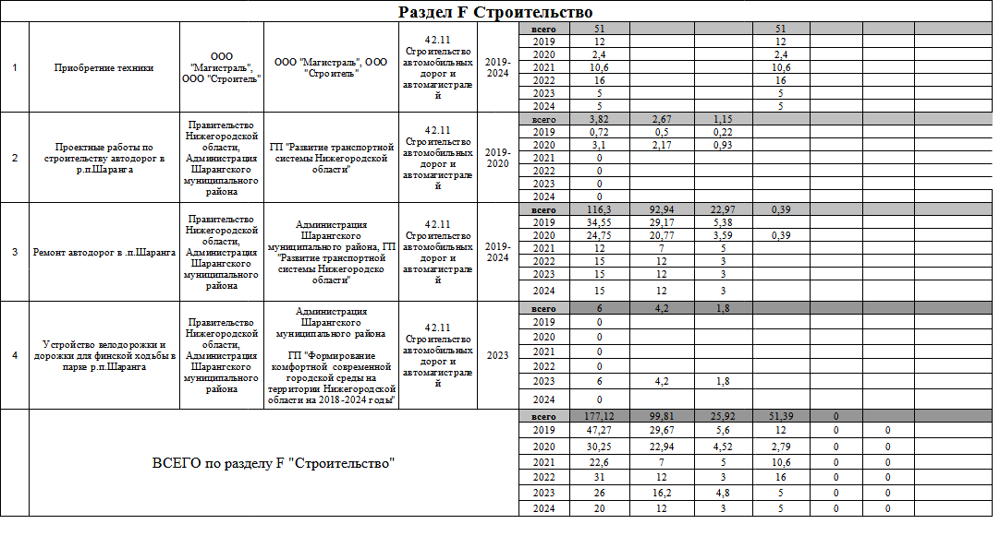 Раздел F Строительство
1
Приобретние техники
ООО
"Магистраль",
ООО "Строитель"
ООО "Магистраль", ООО
"Строитель"
42.11
Строительство
автомобильных
дорог и
автомагистрале
й
2019-
2024
всего 51 51
2019 12 12
2020 2,4 2,4
2021 10,6 10,6
2022 16 16
2023 5 5
2024 5 5
2
Проектные работы по
строительству автодорог в
р.п.Шаранга
Правительство
Нижегородской
области,
Администрация
Шарангского
муниципального
района
ГП "Развитие транспортной
системы Нижегородской
области"
42.11
Строительство
автомобильных
дорог и
автомагистрале
й
2019-
2020
всего 3,82 2,67 1,15
2019 0,72 0,5 0,22
2020 3,1 2,17 0,93
2021 0
2022 0
2023 0
2024 0
3
Ремонт автодорог в .п.Шаранга
Правительство
Нижегородской
области,
Администрация
Шарангского
муниципального
района
Администрация
Шарангского
муниципального района, ГП
"Развитие транспортной
системы Нижегородско
области"
42.11
Строительство
автомобильных
дорог и
автомагистрале
й
2019-
2024
всего 116,3 92,94 22,97 0,39
2019 34,55 29,17 5,38
2020 24,75 20,77 3,59 0,39
2021 12 7 5
2022 15 12 3
2023 15 12 3
2024 15 12 3
4
Устройство велодорожки и
дорожки для финской ходьбы в
парке р.п.Шаранга
Правительство
Нижегородской
области,
Администрация
Шарангского
муниципального
района
Администрация
Шарангского
муниципального района
ГП "Формирование
комфортной современной
городской среды на
территории Нижегородской
области на 2018-2024 годы"
42.11
Строительство
автомобильных
дорог и
автомагистрале
й
2023
всего 6 4,2 1,8
2019 0
2020 0
2021 0
2022 0
2023 6 4,2 1,8
2024 0
ВСЕГО по разделу F "Строительство"
всего 177,12 99,81 25,92 51,39 0
2019 47,27 29,67 5,6 12 0 0
2020 30,25 22,94 4,52 2,79 0 0
2021 22,6 7 5 10,6 0 0
2022 31 12 3 16 0 0
2023 26 16,2 4,8 5 0 0
2024 20 12 3 5 0 0